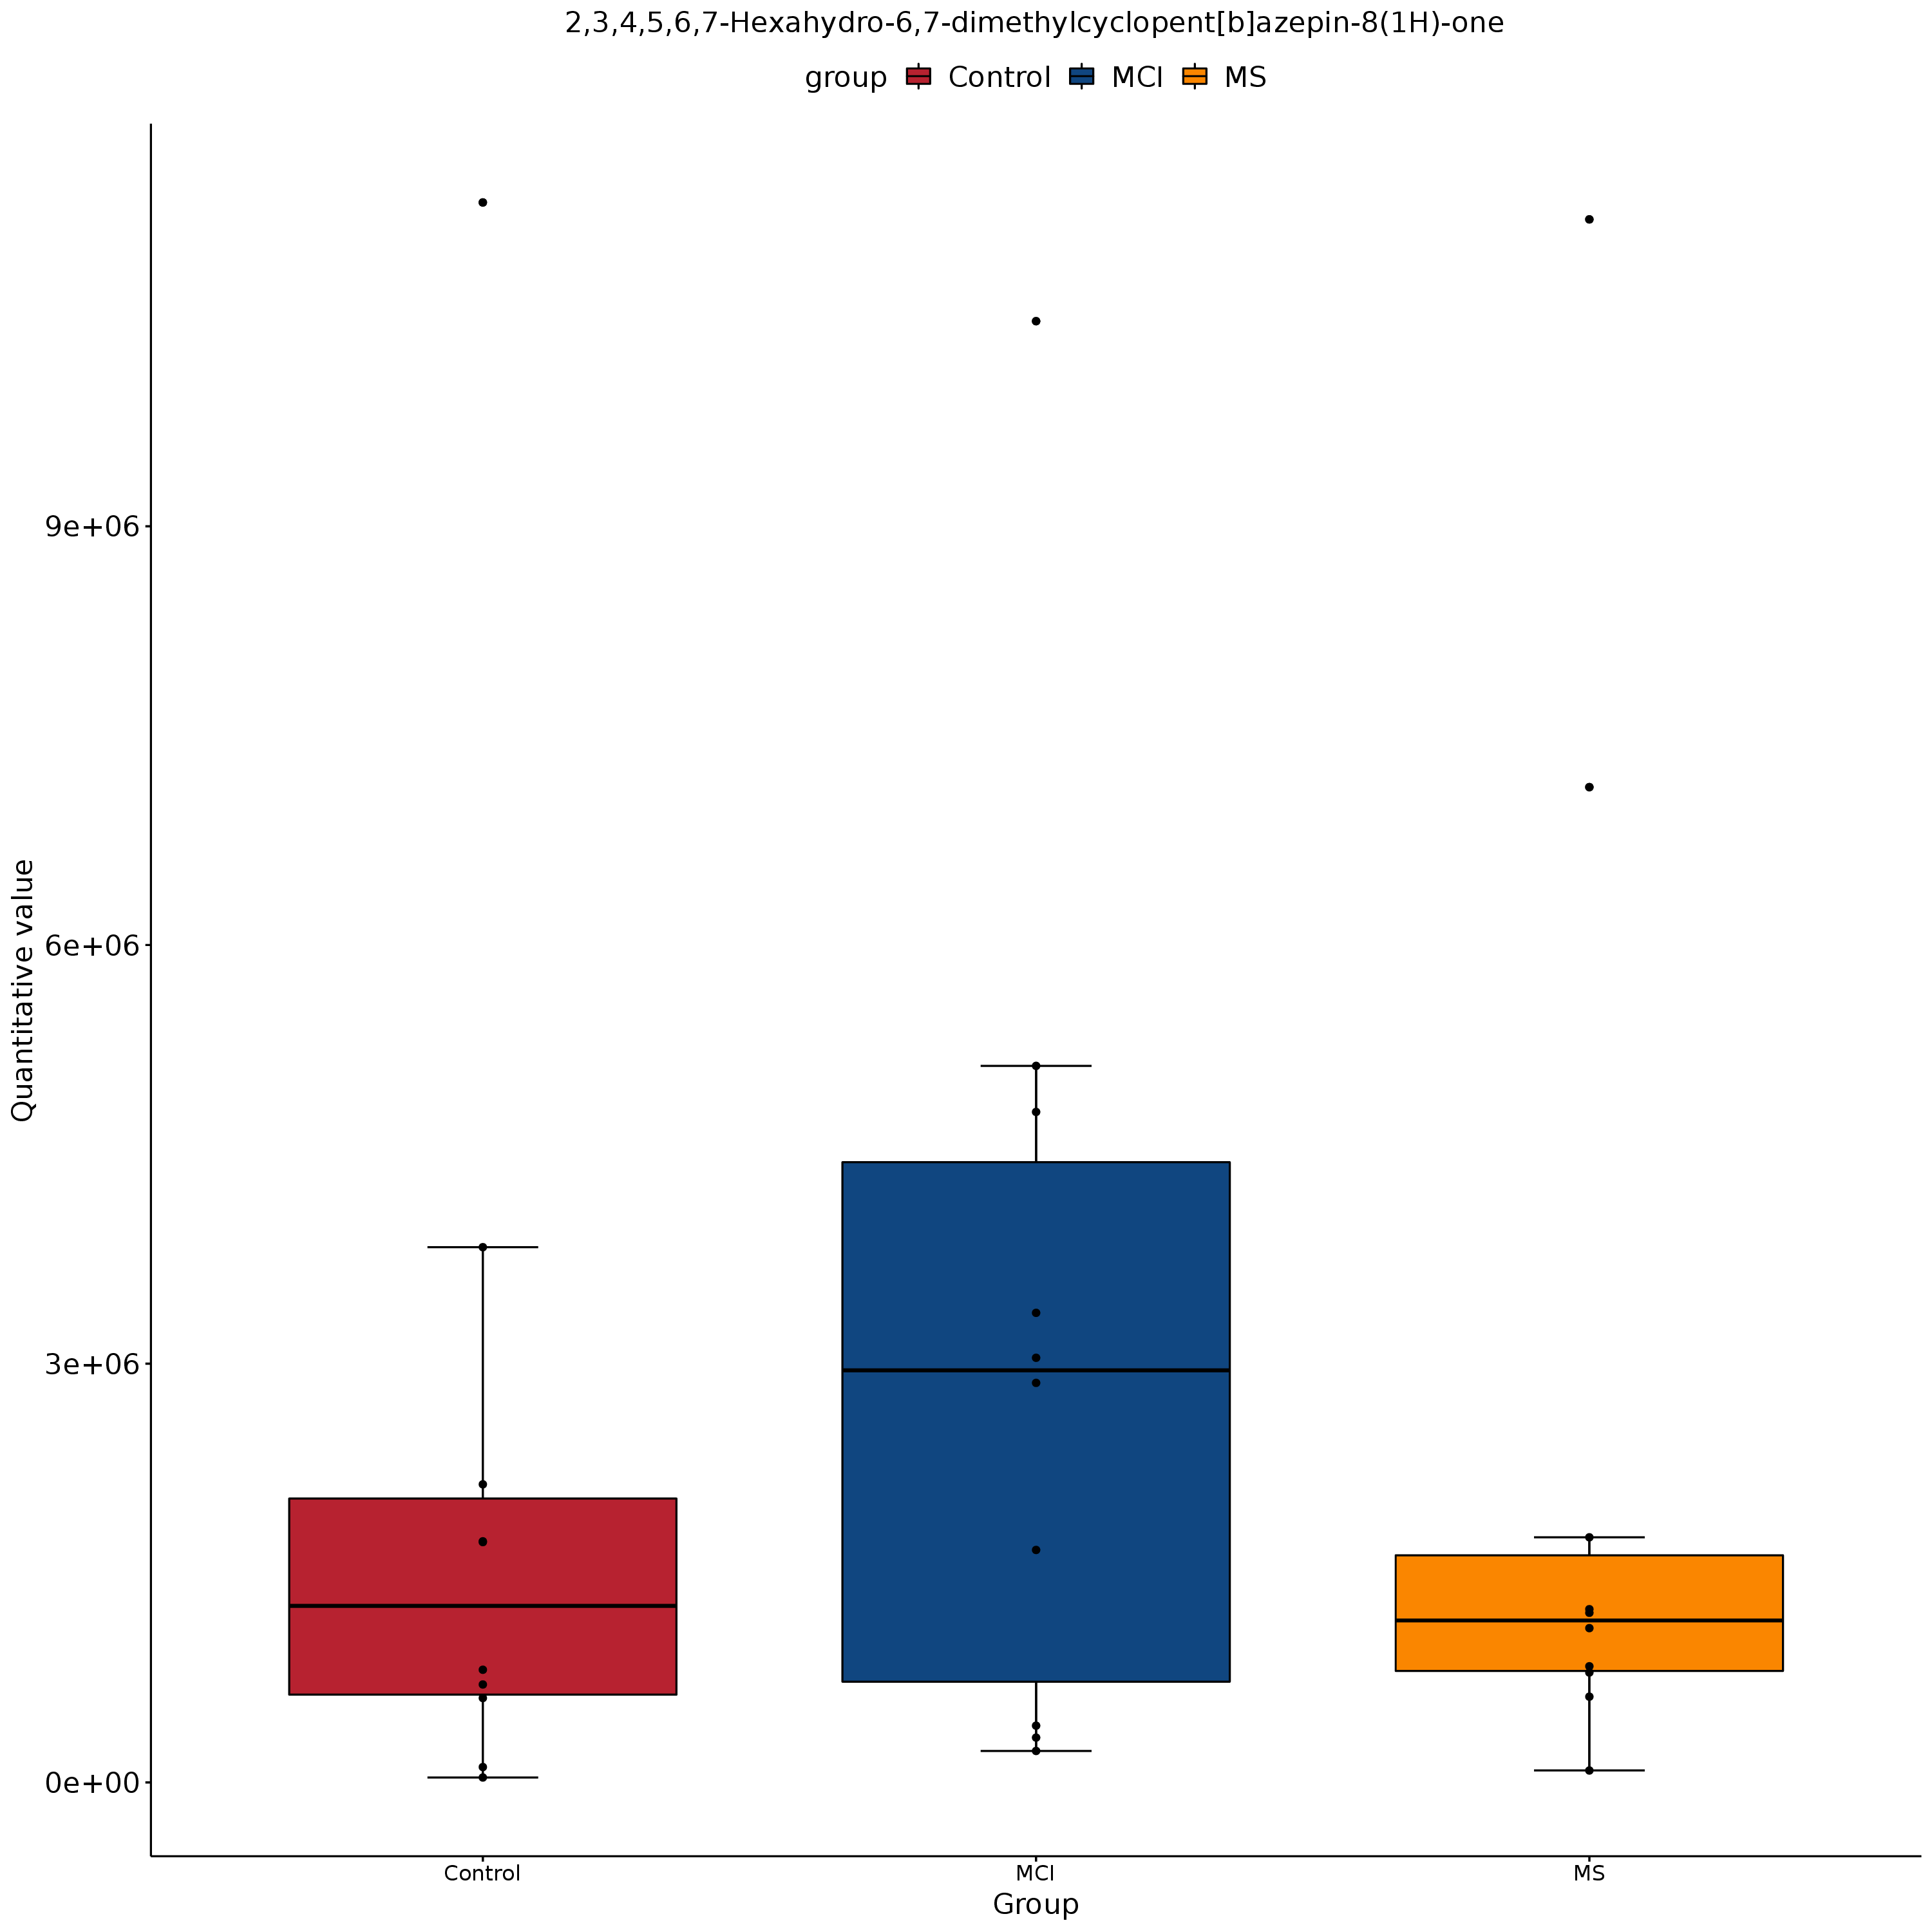 2,3,4,5,6,7-Hexahydro-6,7-dimethylcyclopent[b]azepin-8(1H)-one
group Control MCI MS
9e+06
6e+06
3e+06
0e+00
Quantitative value
Control MCI MS
Group